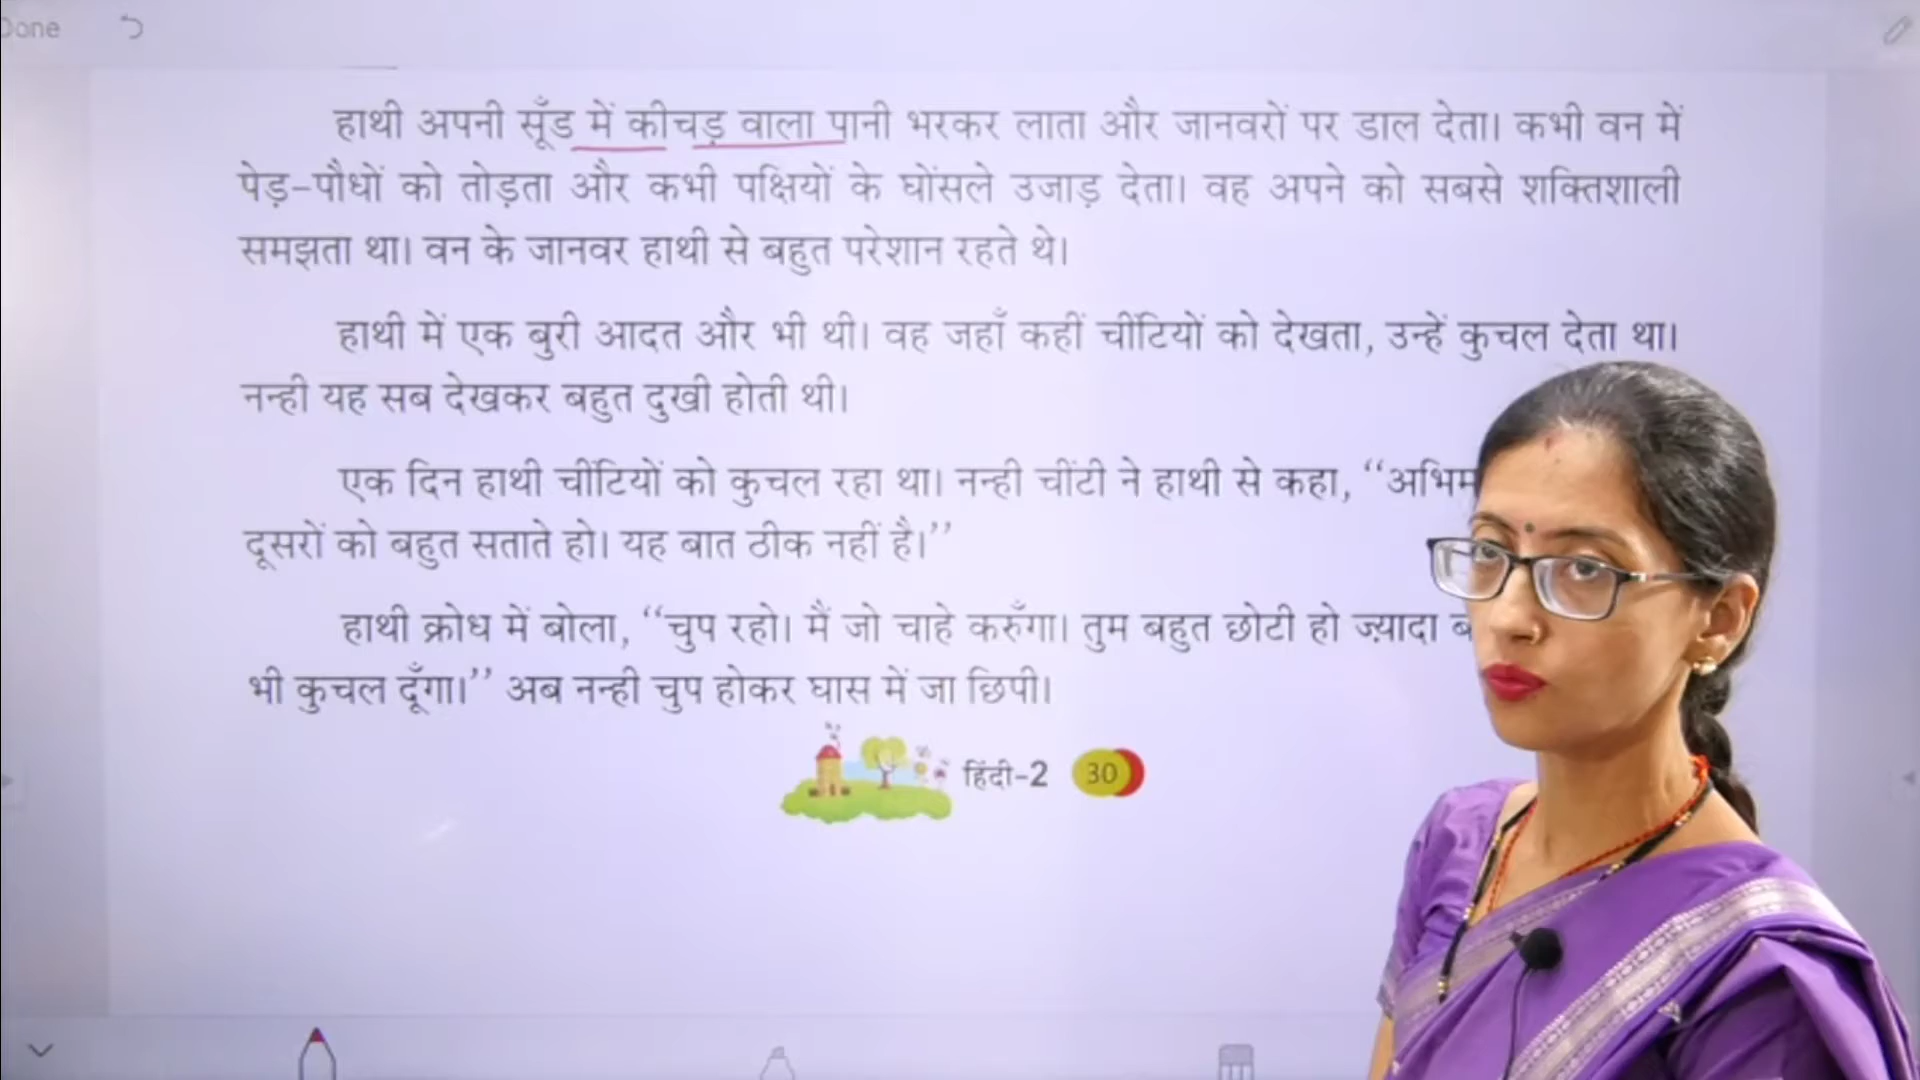 Done
हाथी अपनी सूँड में कीचड़ वाला पानी भरकर लाता और जानवरों पर डाल देता। कभी वन में
पेड़-पौधों को तोड़ता और कभी पक्षियों के घोंसले उजाड़ देता। वह अपने को सबसे शक्तिशाली
समझता था। वन के जानवर हाथी से बहुत परेशान रहते थे।
हाथी में एक बुरी आदत और भी थी। वह जहाँ कहीं चींटियों को देखता, उन्हें कुचल देता था।
नन्ही यह सब देखकर बहुत दुखी होती थी।
एक दिन हाथी चींटियों को कुचल रहा था। नन्ही चींटी ने हाथी से कहा, ‘‘
दूसरों को बहुत सताते हो। यह बात ठीक नहीं है।’’
हाथी क्रोध में बोला, ‘‘चुप रहो। मैं जो चाहे करुँगा। तुम बहुत छोटी हो ज़्यादा
भी कुचल दूँगा।’’ अब नन्ही चुप होकर घास में जा छिपी।
हिंदी-2 30